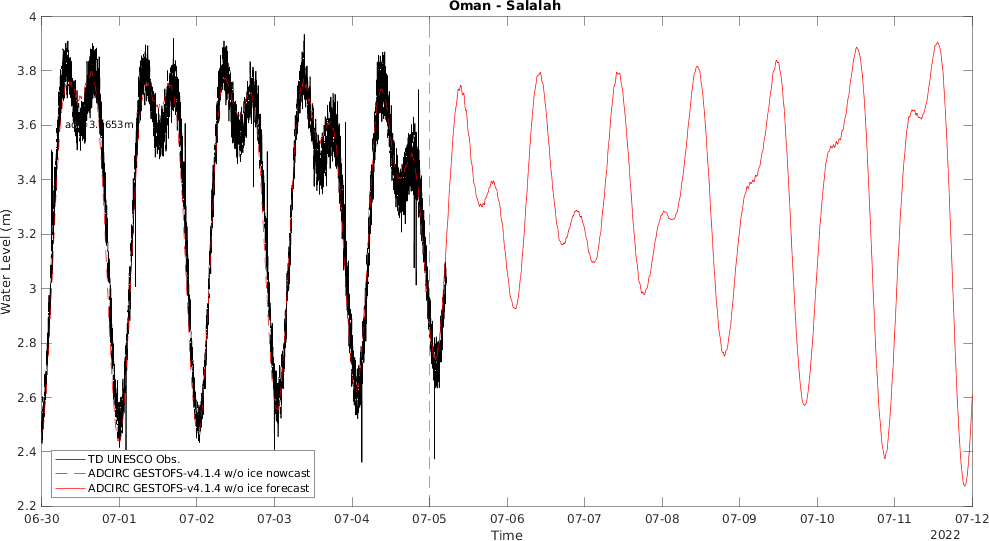 Oman - Salalah
4
3.8
3.6
3.4
3.2
3
2.8
2.6
2.4
2.2
Water Level (m)
TD UNESCO Obs.
ADCIRC GESTOFS-v4.1.4 w/o ice nowcast
ADCIRC GESTOFS-v4.1.4 w/o ice forecast
06-30 07-01 07-02 07-03 07-04 07-05 07-06 07-07 07-08 07-09 07-10 07-11 07-12
Time
2022